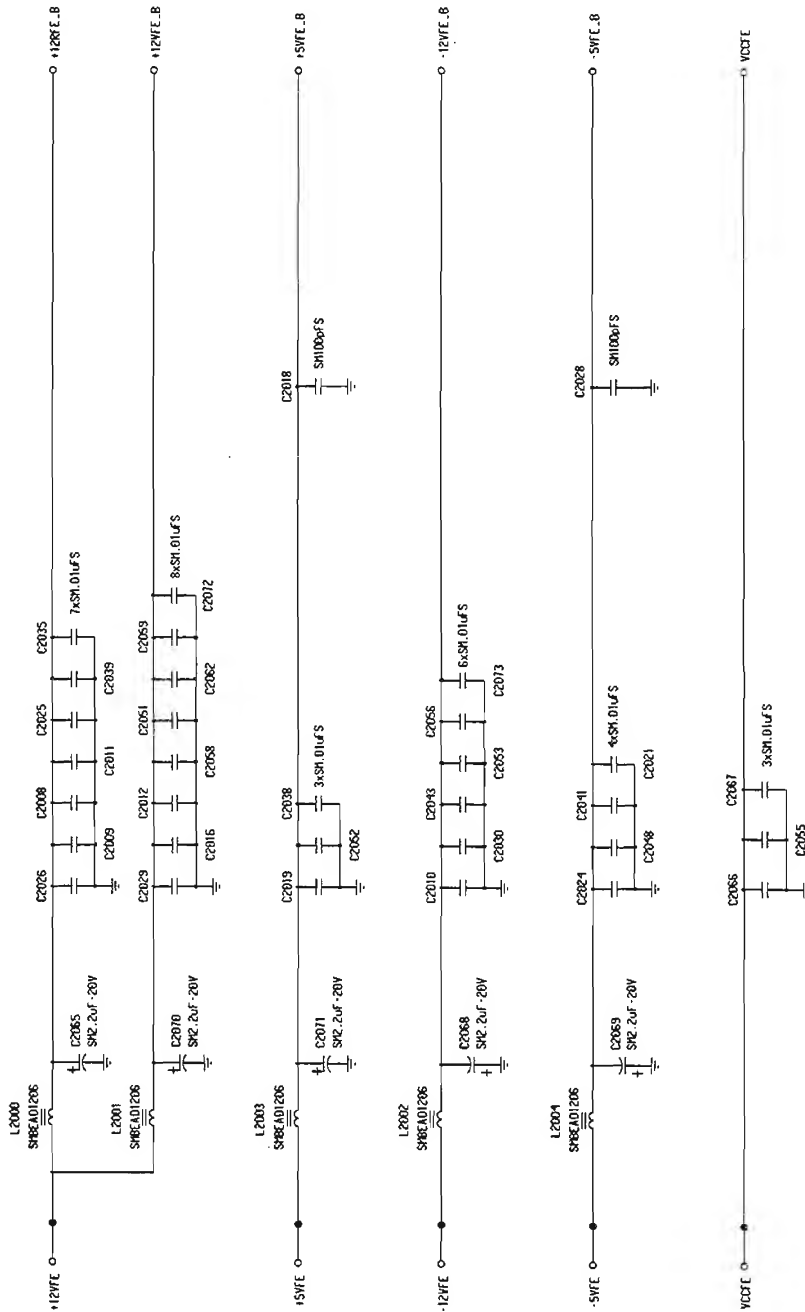 +12VFE
L2000
SMBEAD1206
C2065
SM2.2uF-20V
C2026
C2009
C2008
C2011
C2025
C2039
C2035
7xSM.01uFS
+12RFE_B
L2001
SMBEAD1206
C2070
SM2.2uF-20V
C2029
C2016
C2012
C2058
C2051
C2062
C2059
C2072
8xSM.01uFS
+12VFE_B
+5VFE
L2003
SMBEAD1206
C2071
SM2.2uF-20V
C2019
C2052
C2038
3xSM.01uFS
C2018
SM100pFS
+5VFE_B
-12VFE
L2002
SMBEAD1206
C2068
SM2.2uF-20V
C2010
C2030
C2043
C2053
C2056
C2073
6xSM.01uFS
-12VFE_B
-5VFE
L2004
SMBEAD1206
C2069
SM2.2uF-20V
C2024
C2048
C2041
C2021
4xSM.01uFS
C2028
SM100pFS
-5VFE_B
VCCFE
C2066
C2055
C2067
3xSM.01uFS
VCCFE